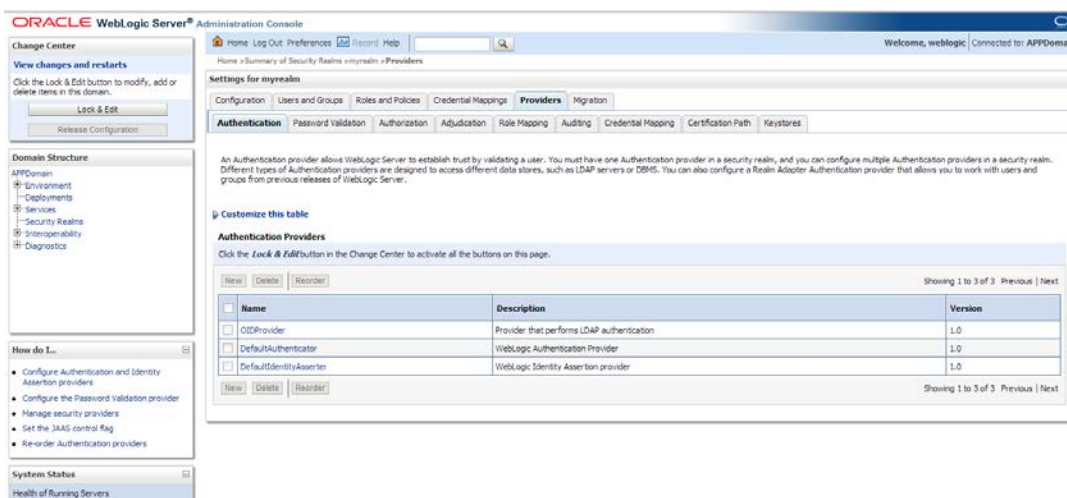 ORACLE WebLogic Server® Administration Console
Change Center
View changes and restarts
Click the Lock & Edit button to modify, add or
delete items in this domain.
Lock & Edit
Release Configuration
Domain Structure
APPDomain
Environment
Deployments
Services
Security Realms
Interoperability
Diagnostics
How do I...
Configure Authentication and Identity
Assertion providers
Configure the Password Validation provider
Manage security providers
Set the JAAS control flag
Re-order Authentication providers
System Status
Health of Running Servers
Home Log Out Preferences Record Help
Welcome, weblogic Connected to: APPDoma
Home >Summary of Security Realms >myrealm >Providers
Settings for myrealm
Configuration Users and Groups Roles and Policies Credential Mappings Providers Migration
Authentication Password Validation Authorization Adjudication Role Mapping Auditing Credential Mapping Certification Path Keystores
An Authentication provider allows WebLogic Server to establish trust by validating a user. You must have one Authentication provider in a security realm, and you can configure multiple Authentication providers in a security realm.
Different types of Authentication providers are designed to access different data stores, such as LDAP servers or DBMS. You can also configure a Realm Adapter Authentication provider that allows you to work with users and
groups from previous releases of WebLogic Server.
Customize this table
Authentication Providers
Click the Lock & Edit button in the Change Center to activate all the buttons on this page.
New Delete Reorder Showing 1 to 3 of 3 Previous | Next
Name Description Version
OIDProvider Provider that performs LDAP authentication 1.0
DefaultAuthenticator WebLogic Authentication Provider 1.0
DefaultIdentityAsserter WebLogic Identity Assertion provider 1.0
New Delete Reorder Showing 1 to 3 of 3 Previous | Next